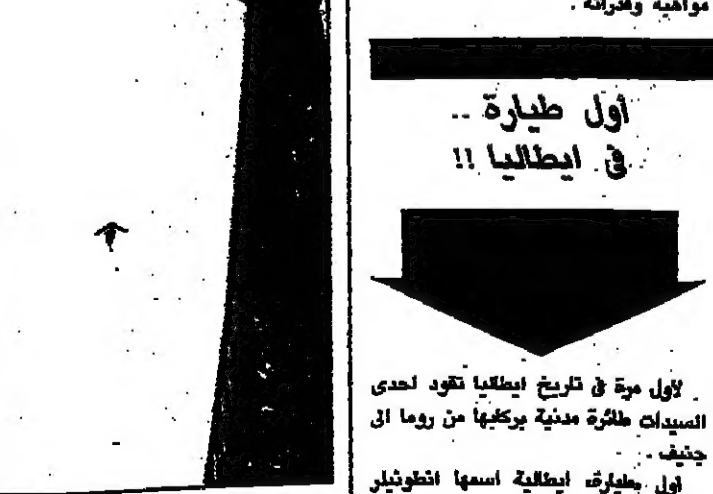 مواهبه وقدراته .
أول طيارة ..
فى ايطاليا !!
لأول مرة فى تاريخ ايطاليا تقود احدى
السيدات طائرة مدنية بركابها من روما الى
جنيف .
أول «طيارة» ايطالية اسمها